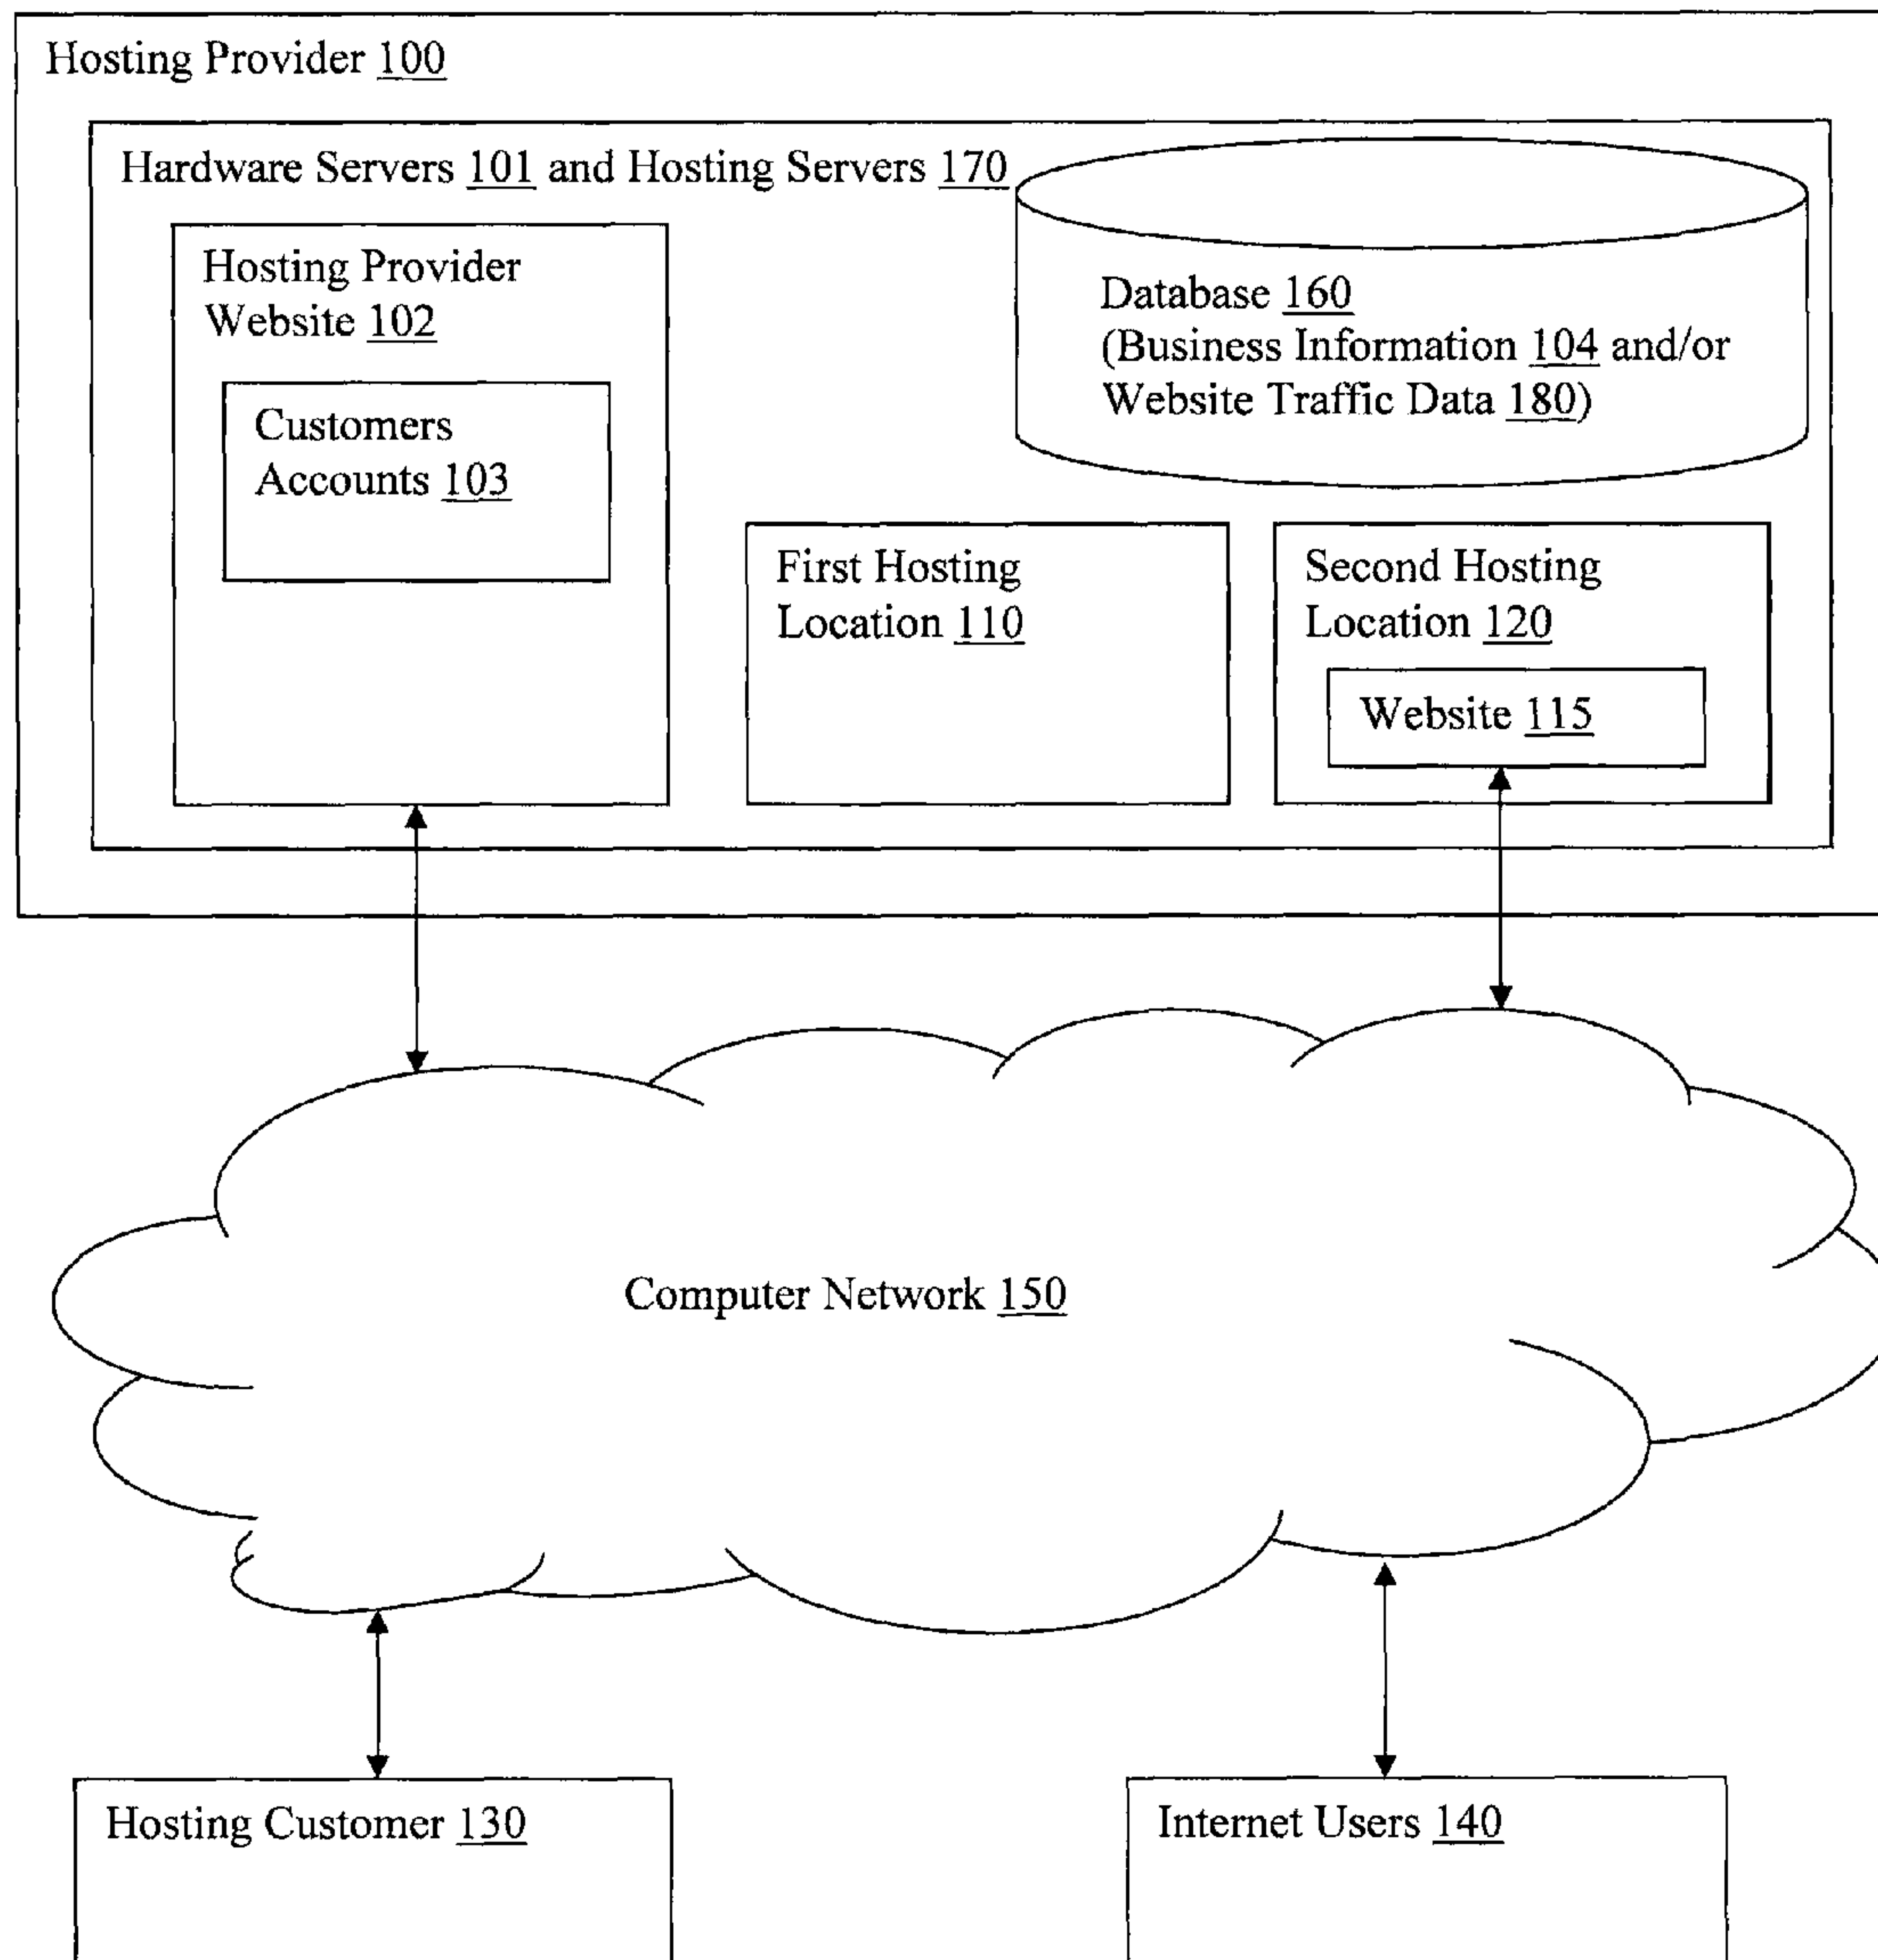 Hosting Provider 100
Hardware Servers 101 and Hosting Servers 170
Hosting Provider
Website 102
Customers
Accounts 103
Database 160
(Business Information 104 and/or
Website Traffic Data 180)
First Hosting
Location 110
Second Hosting
Location 120
Website 115
Computer Network 150
Hosting Customer 130
Internet Users 140